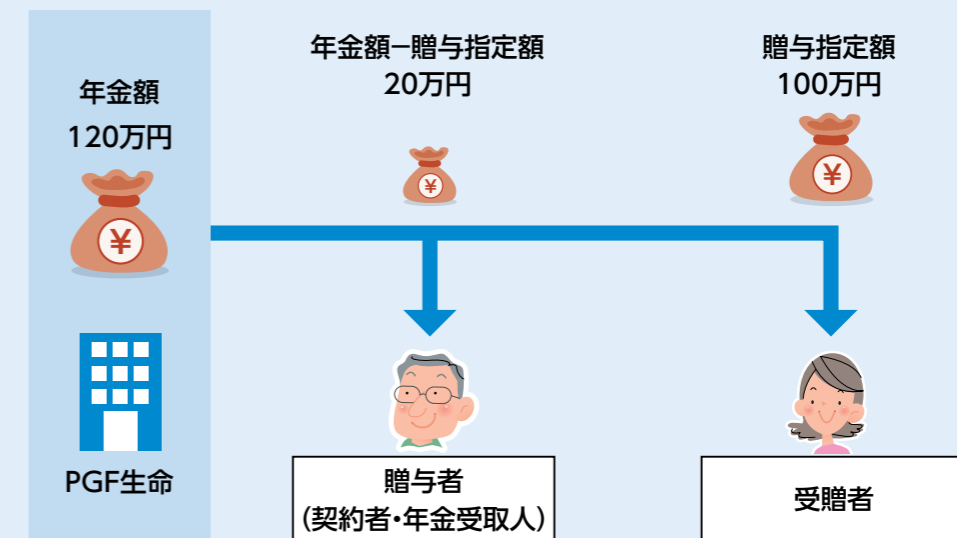 年金額
120万円
¥
PGF生命
年金額−贈与指定額
20万円
¥
贈与者
(契約者・年金受取人)
贈与指定額
100万円
¥
受贈者